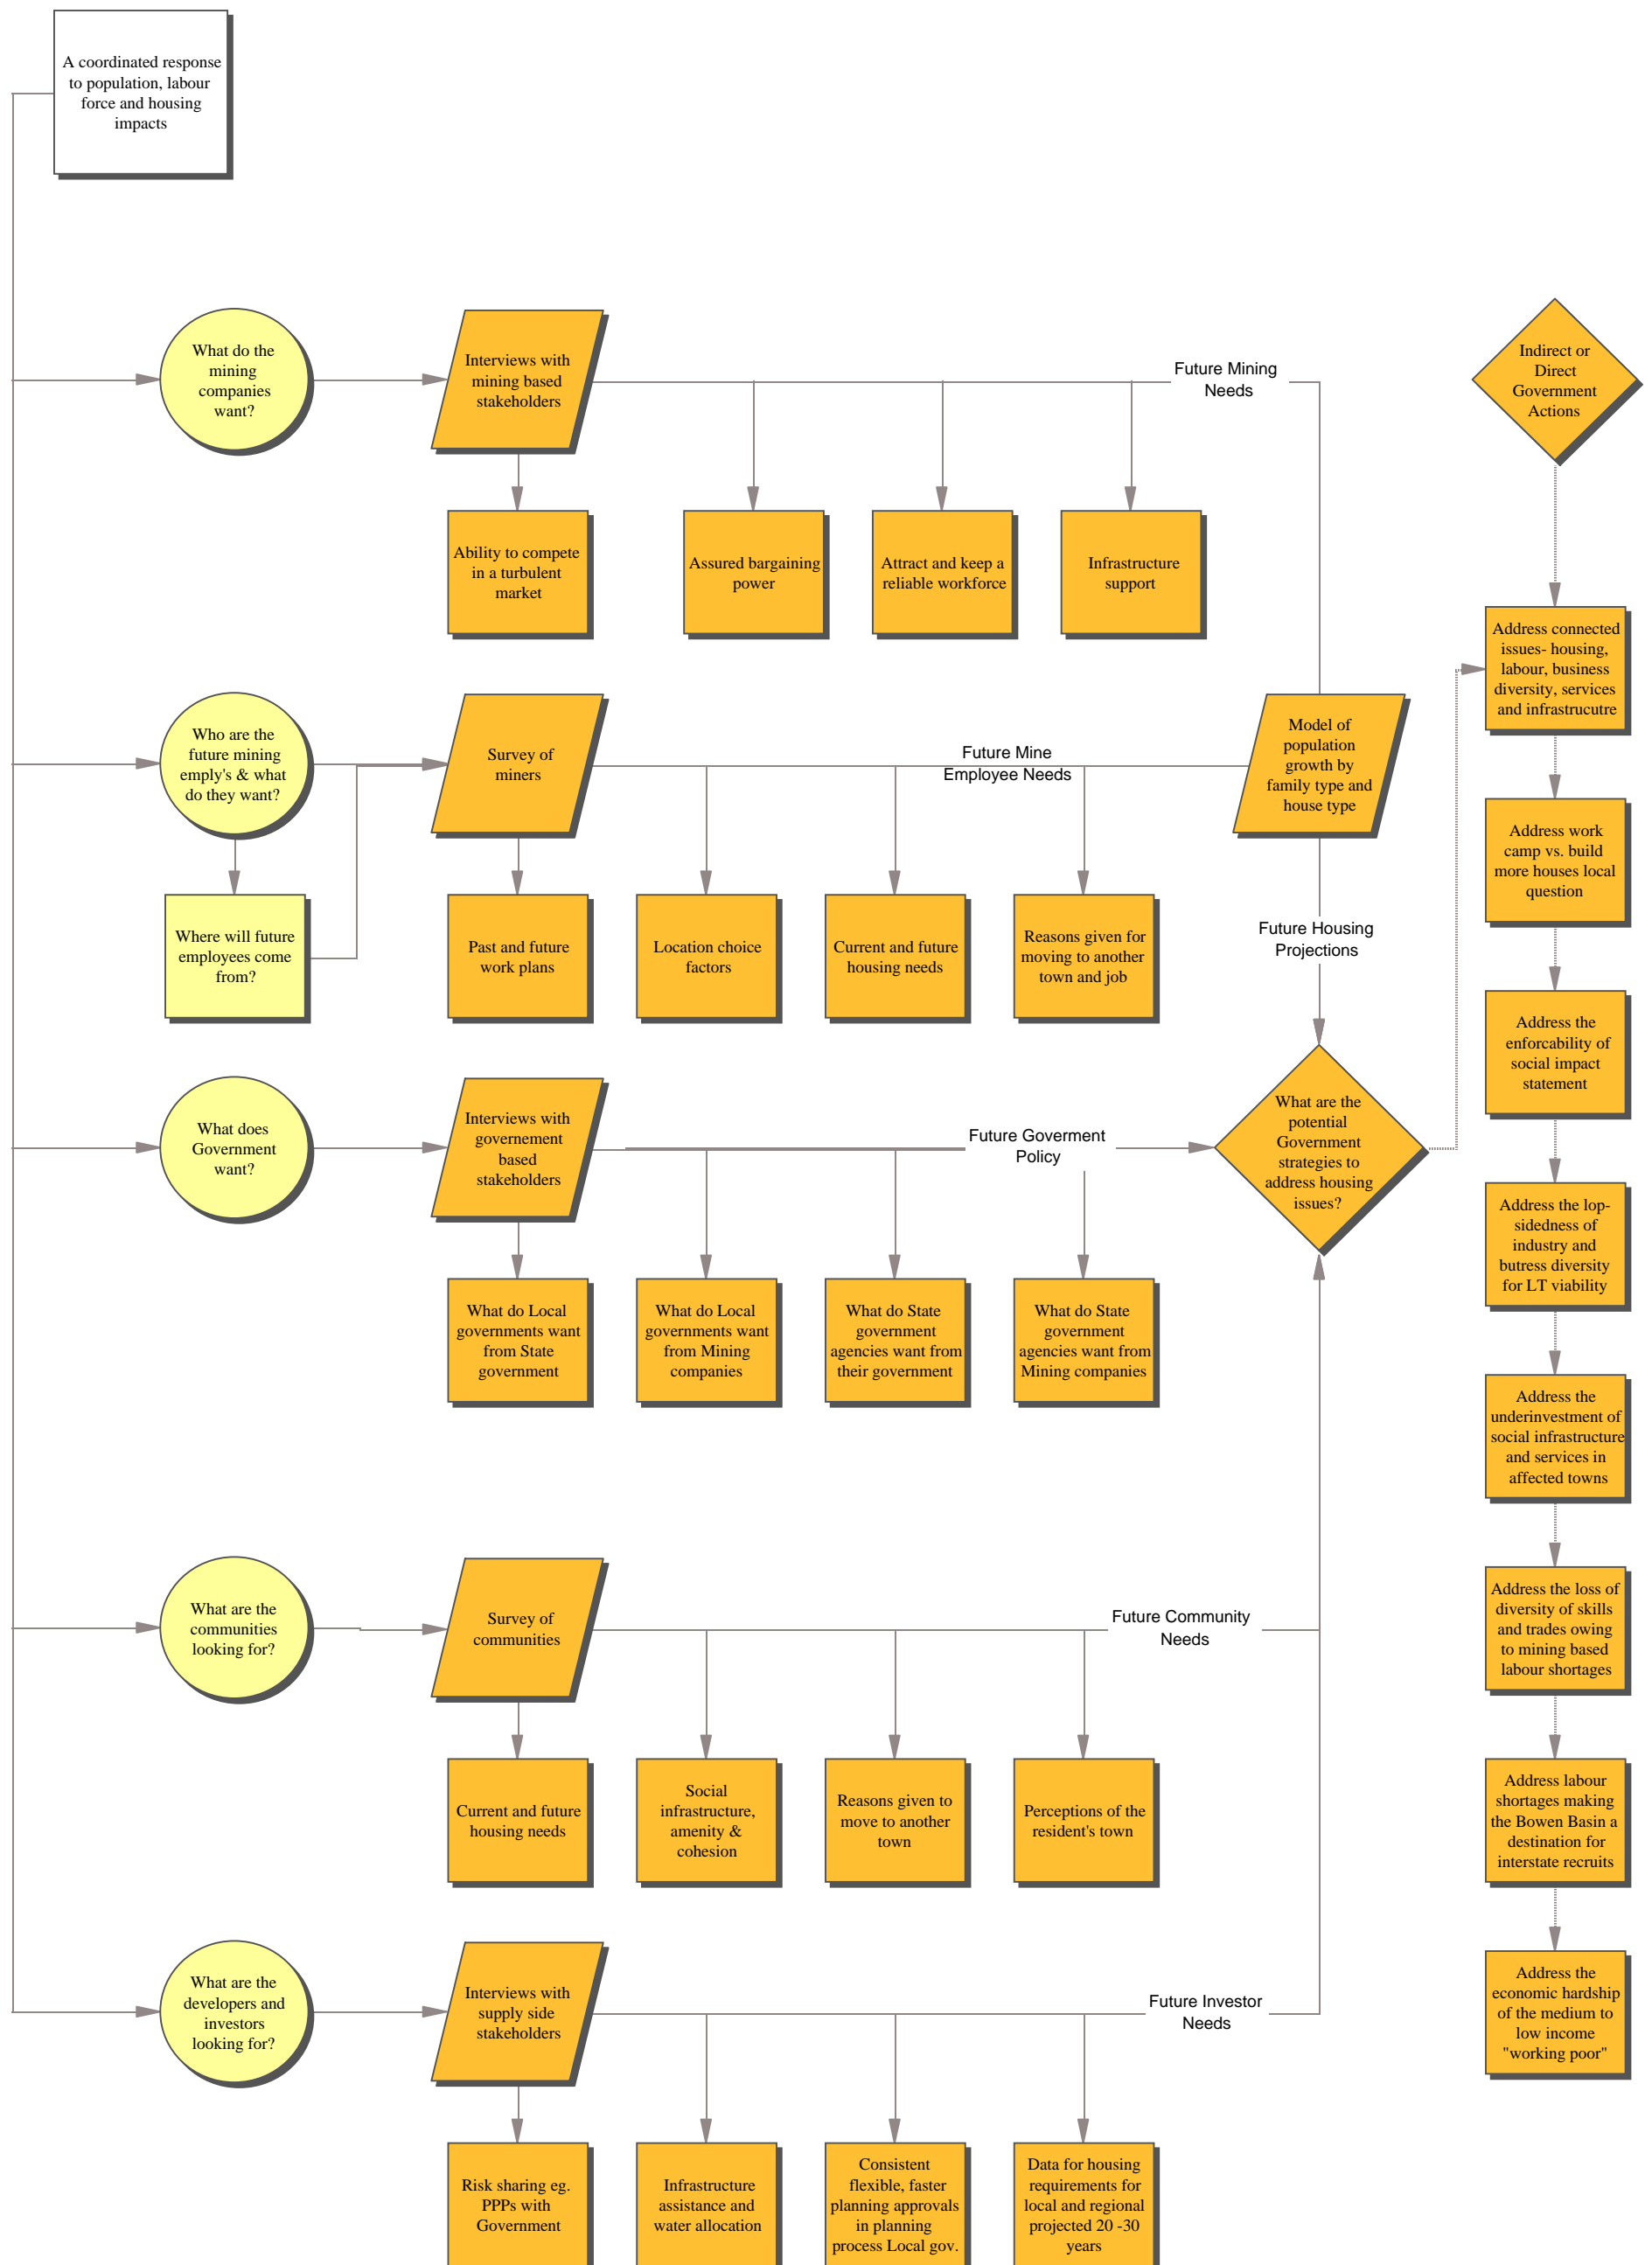 A coordinated response
to population, labour
force and housing
impacts
What do the
mining
companies
want?
Interviews with
mining based
stakeholders
Future Mining
Needs
Indirect or
Direct
Government
Actions
Ability to compete
in a turbulent
market
Assured bargaining
power
Attract and keep a
reliable workforce
Infrastructure
support
Address connected
issues- housing,
labour, business
diversity, services
and infrastrucutre
Who are the
future mining
emply's & what
do they want?
Survey of
miners
Future Mine
Employee Needs
Model of
population
growth by
family type and
house type
Address work
camp vs. build
more houses local
question
Where will future
employees come
from?
Past and future
work plans
Location choice
factors
Current and future
housing needs
Reasons given for
moving to another
town and job
Future Housing
Projections
Address the
enforcability of
social impact
statement
What does
Government
want?
Interviews with
governement
based
stakeholders
Future Goverment
Policy
What are the
potential
Government
strategies to
address housing
issues?
Address the lop-
sidedness of
industry and
butress diversity
for LT viability
What do Local
governments want
from State
government
What do Local
governments want
from Mining
companies
What do State
government
agencies want from
their government
What do State
government
agencies want from
Mining companies
Address the
underinvestment of
social infrastructure
and services in
affected towns
What are the
communities
looking for?
Survey of
communities
Future Community
Needs
Address the loss of
diversity of skills
and trades owing
to mining based
labour shortages
Current and future
housing needs
Social
infrastructure,
amenity &
cohesion
Reasons given to
move to another
town
Perceptions of the
resident's town
Address labour
shortages making
the Bowen Basin a
destination for
interstate recruits
What are the
developers and
investors
looking for?
Interviews with
supply side
stakeholders
Future Investor
Needs
Address the
economic hardship
of the medium to
low income
"working poor"
Risk sharing eg.
PPPs with
Government
Infrastructure
assistance and
water allocation
Consistent
flexible, faster
planning approvals
in planning
process Local gov.
Data for housing
requirements for
local and regional
projected 20 -30
years